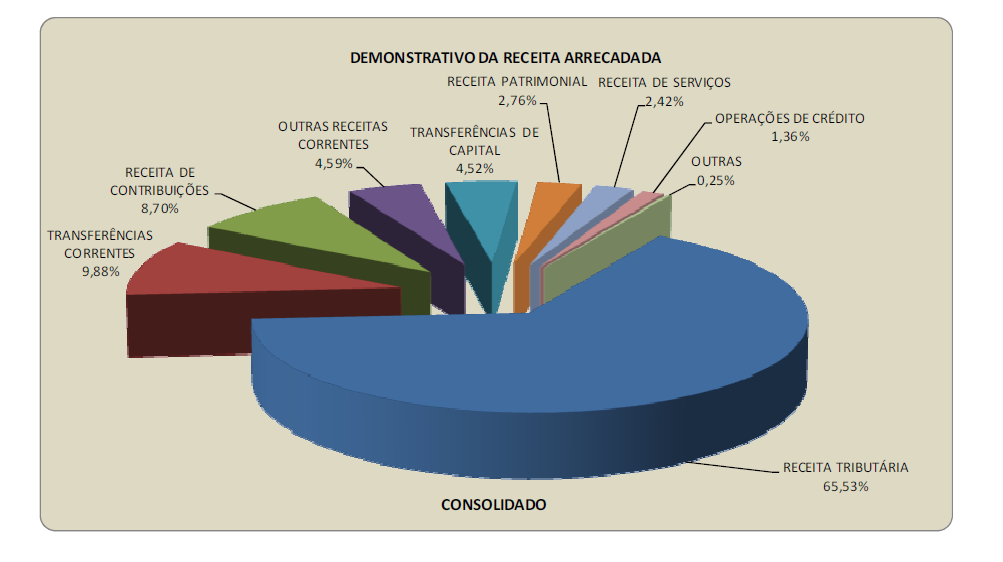 DEMONSTRATIVO DA RECEITA ARRECADADA
RECEITA PATRIMONIAL
2,76%
RECEITA DE SERVIÇOS
2,42%
OPERAÇÕES DE CRÉDITO
1,36%
OUTRAS
0,25%
OUTRAS RECEITAS
CORRENTES
4,59%
TRANSFERÊNCIAS DE
CAPITAL
4,52%
RECEITA DE
CONTRIBUIÇÕES
8,70%
TRANSFERÊNCIAS
CORRENTES
9,88%
RECEITA TRIBUTÁRIA
65,53%
CONSOLIDADO